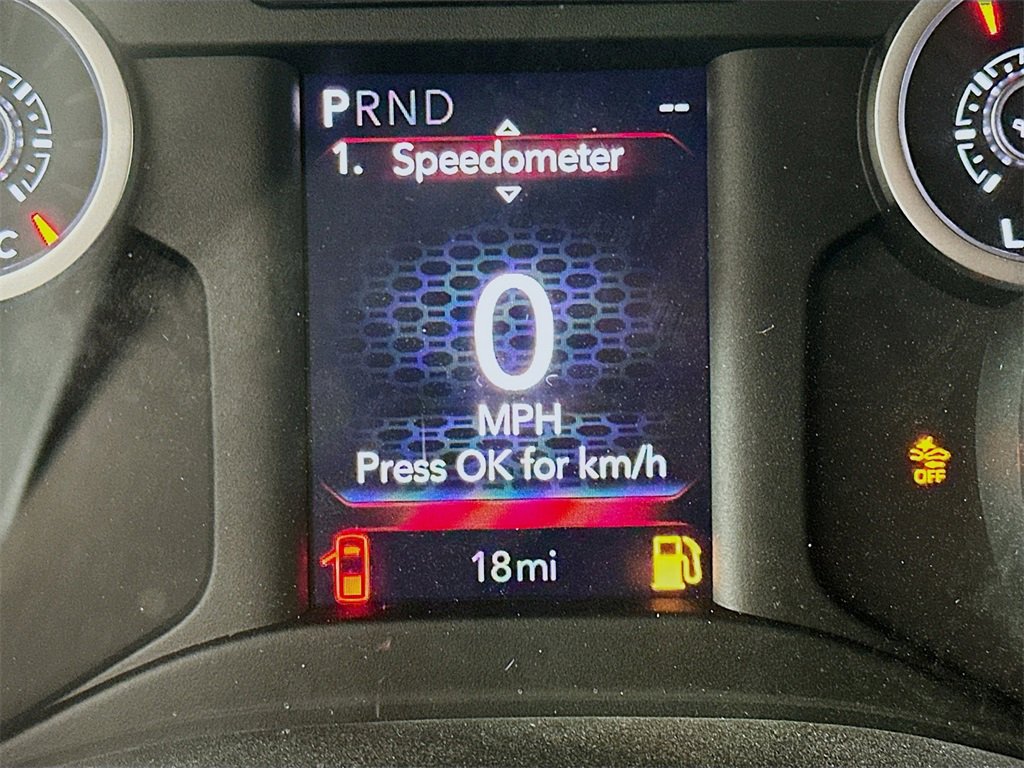 PRND --
1. Speedometer
0
MPH
Press OK for km/h
18mi
C
L
OFF